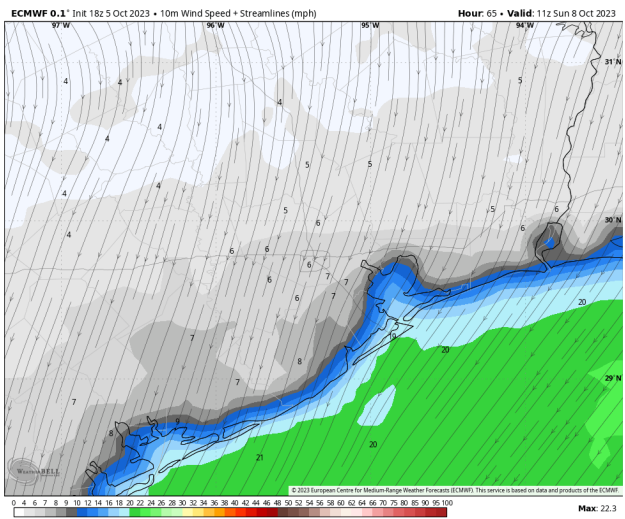 ECMWF 0.1° Init 18z 5 Oct 2023 • 10m Wind Speed + Streamlines (mph) Hour: 65 • Valid: 11z Sun 8 Oct 2023
97°W 96°W 95°W 94°W
31°N
4 4 5
4
4
4
5 5
4
4 5 5 6
6 6
4 30°N
6 6
6 7 7
6
6 7
20
7 19
8 20
29°N
7
7
9
8
20
21
WeatherBELL
© 2023 European Centre for Medium-Range Weather Forecasts (ECMWF). This service is based on data and products of the ECMWF.
0 4 5 6 7 8 9 10 12 14 16 18 20 22 24 26 28 30 32 34 36 38 40 42 44 46 48 50 52 54 56 58 60 62 64 66 70 75 80 85 90 95 100
Max: 22.3